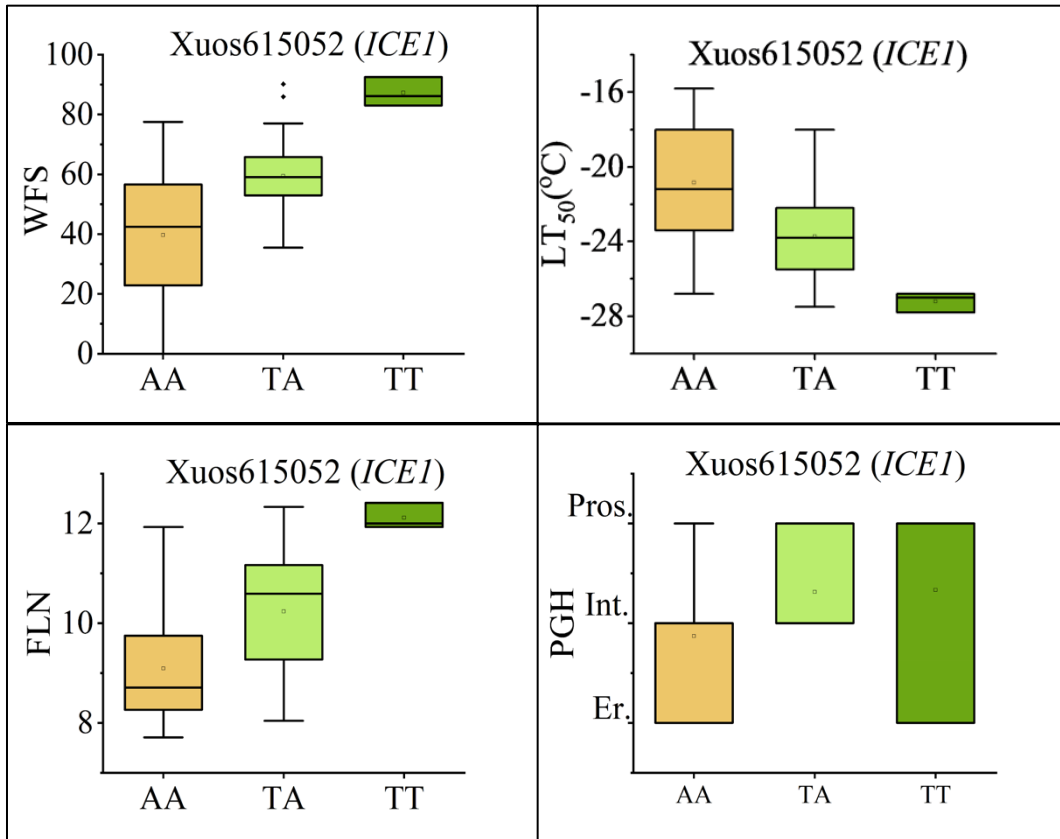 Xuos615052 (ICE1)
WFS
100
80
60
40
20
0
AA TA TT
Xuos615052 (ICE1)
LT50(°C)
-16
-20
-24
-28
AA TA TT
Xuos615052 (ICE1)
FLN
12
10
8
AA TA TT
Xuos615052 (ICE1)
PGH
Pros.
Int.
Er.
AA TA TT